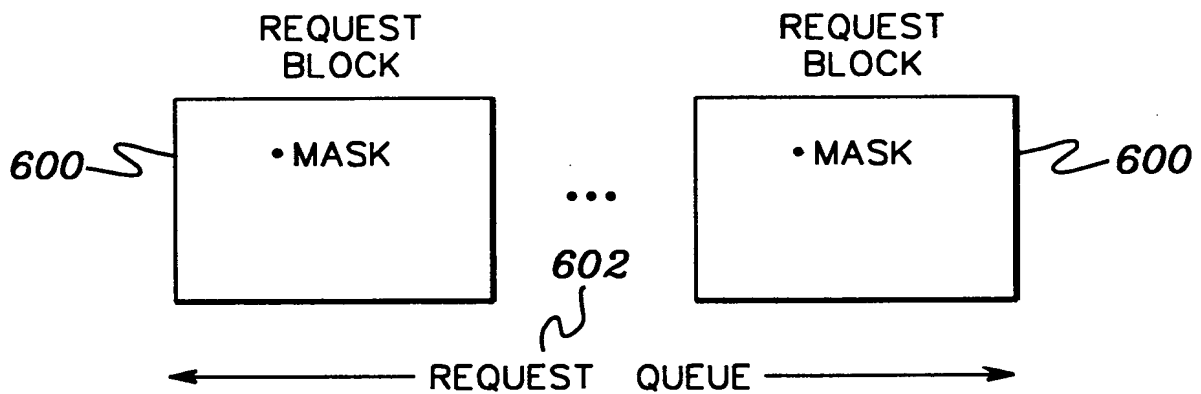 REQUEST BLOCK
REQUEST BLOCK
600
• MASK
• MASK
600
...
602
REQUEST QUEUE